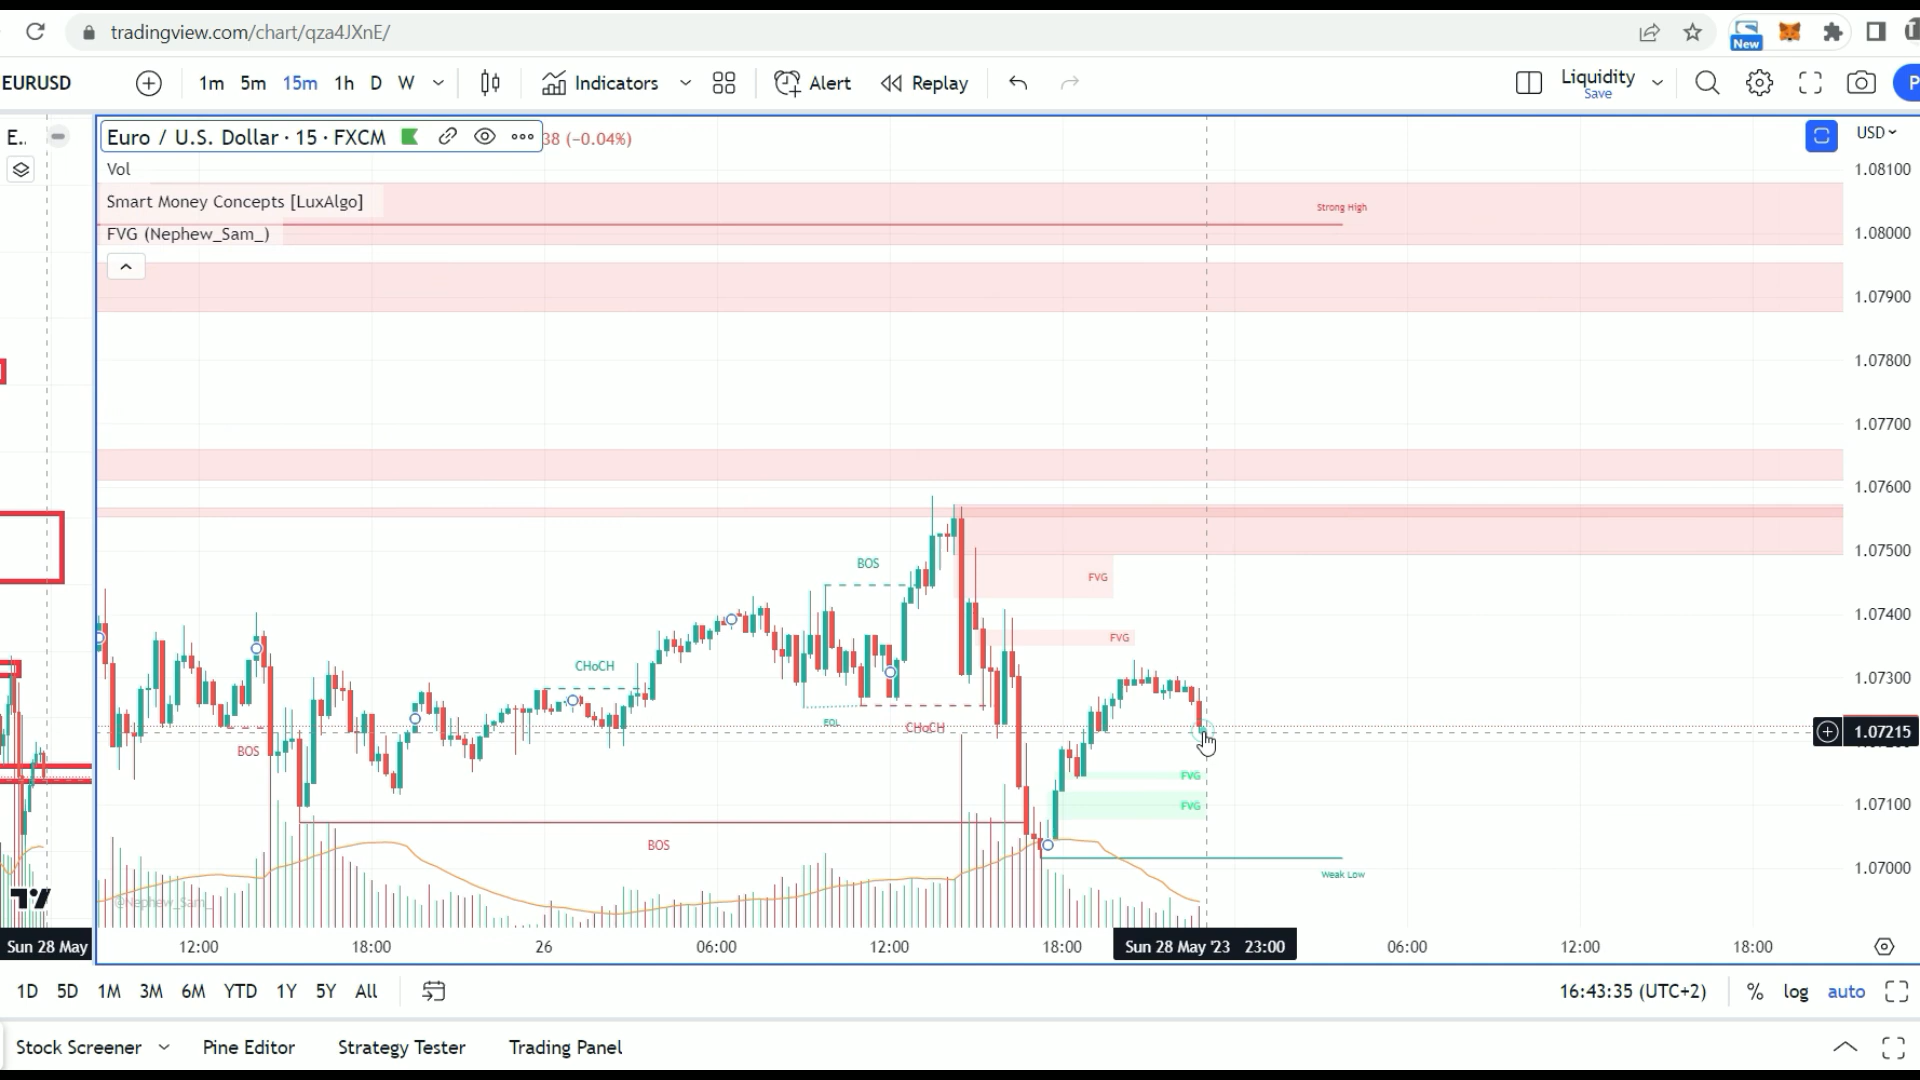 tradingview.com/chart/qza4JXnE/
New
EURUSD
1m 5m 15m 1h D W
Indicators
Alert
Replay
Liquidity
Save
P
E..
Euro / U.S. Dollar · 15 · FXCM
38 (−0.04%)
USD
Vol
Smart Money Concepts [LuxAlgo]
FVG (Nephew_Sam_)
Strong High
1.08100
1.08000
1.07900
1.07800
1.07700
1.07600
1.07500
1.07400
1.07300
1.07215
1.07100
1.07000
BOS
FVG
FVG
CHoCH
EQL
CHoCH
BOS
FVG
FVG
BOS
Weak Low
@Nephew_Sam_
Sun 28 May
12:00 18:00 26 06:00 12:00 18:00 Sun 28 May '23 23:00 06:00 12:00 18:00
1D 5D 1M 3M 6M YTD 1Y 5Y All
16:43:35 (UTC+2)
% log auto
Stock Screener Pine Editor Strategy Tester Trading Panel